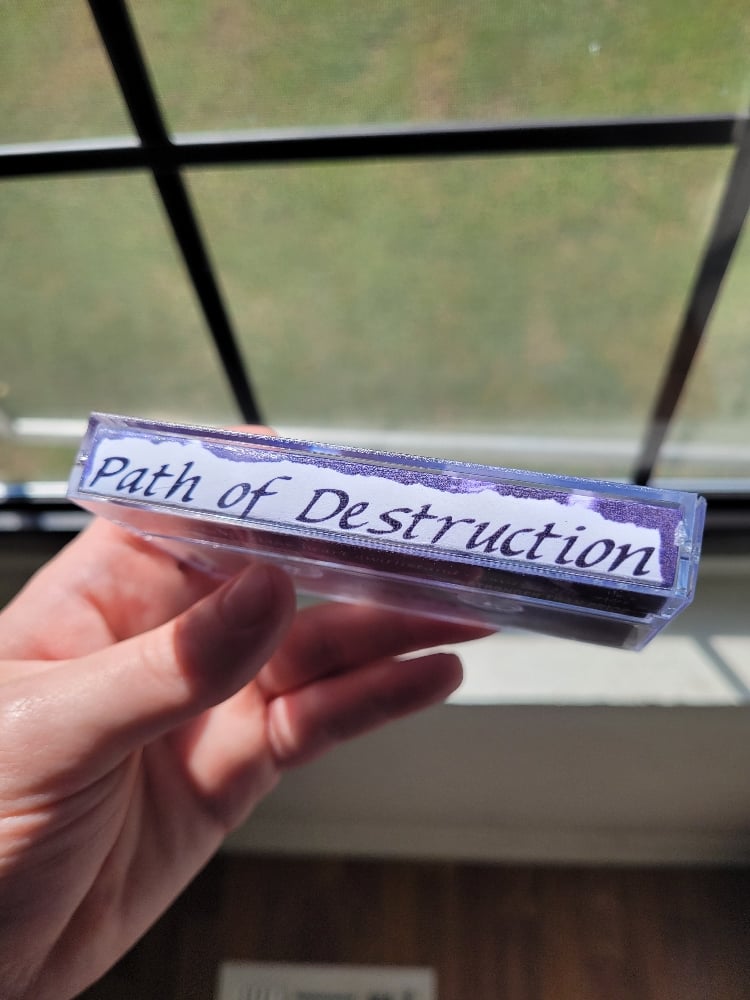 Path of Destruction